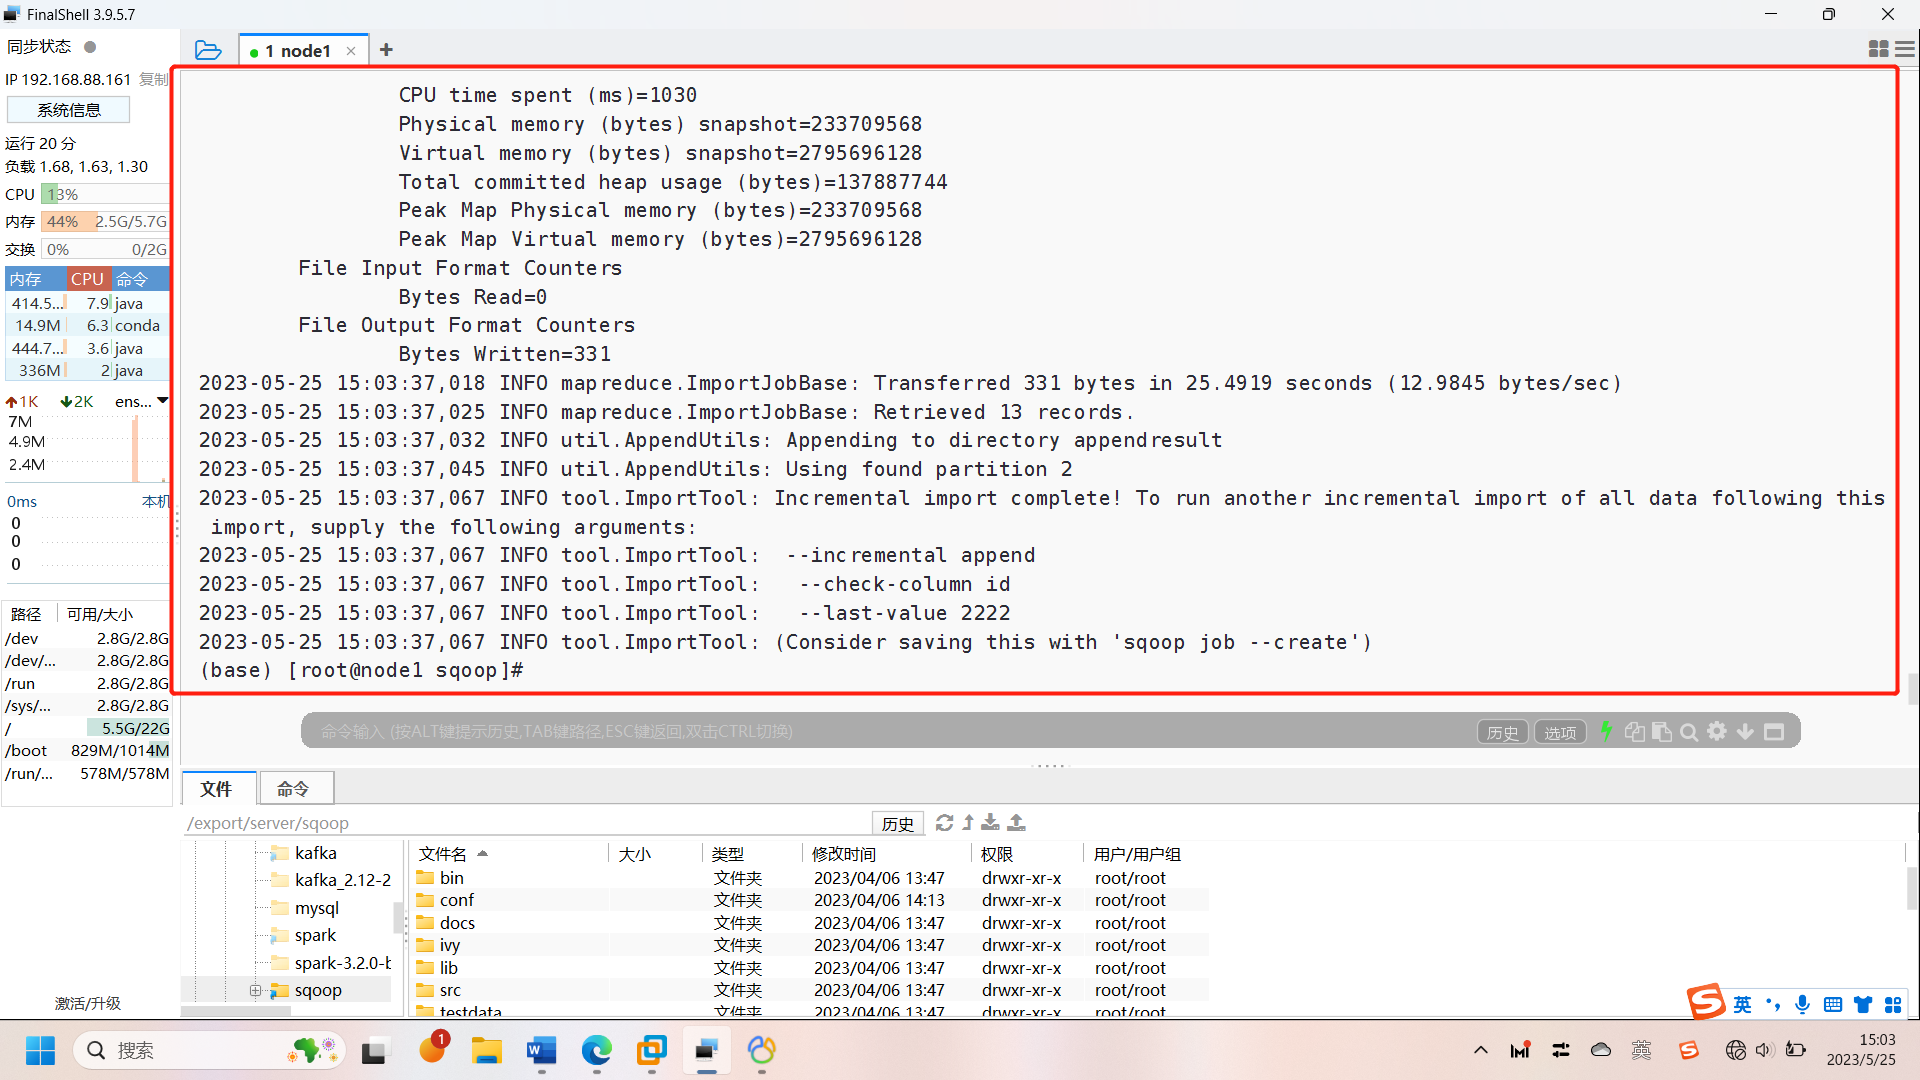 FinalShell 3.9.5.7
同步状态
IP 192.168.88.161 复制
系统信息
运行 20 分
负载 1.68, 1.63, 1.30
CPU 13%
内存 44% 2.5G/5.7G
交换 0% 0/2G
内存 CPU 命令
414.5... 7.9 java
14.9M 6.3 conda
444.7... 3.6 java
336M 2 java
1K 2K ens...
7M
4.9M
2.4M
0ms 本机
0
0
0
路径 可用/大小
/dev 2.8G/2.8G
/dev/... 2.8G/2.8G
/run 2.8G/2.8G
/sys/... 2.8G/2.8G
/ 5.5G/22G
/boot 829M/1014M
/run/... 578M/578M
激活/升级
1 node1
CPU time spent (ms)=1030
Physical memory (bytes) snapshot=233709568
Virtual memory (bytes) snapshot=2795696128
Total committed heap usage (bytes)=137887744
Peak Map Physical memory (bytes)=233709568
Peak Map Virtual memory (bytes)=2795696128
File Input Format Counters
Bytes Read=0
File Output Format Counters
Bytes Written=331
2023-05-25 15:03:37,018 INFO mapreduce.ImportJobBase: Transferred 331 bytes in 25.4919 seconds (12.9845 bytes/sec)
2023-05-25 15:03:37,025 INFO mapreduce.ImportJobBase: Retrieved 13 records.
2023-05-25 15:03:37,032 INFO util.AppendUtils: Appending to directory appendresult
2023-05-25 15:03:37,045 INFO util.AppendUtils: Using found partition 2
2023-05-25 15:03:37,067 INFO tool.ImportTool: Incremental import complete! To run another incremental import of all data following this
import, supply the following arguments:
2023-05-25 15:03:37,067 INFO tool.ImportTool:  --incremental append
2023-05-25 15:03:37,067 INFO tool.ImportTool:   --check-column id
2023-05-25 15:03:37,067 INFO tool.ImportTool:   --last-value 2222
2023-05-25 15:03:37,067 INFO tool.ImportTool: (Consider saving this with 'sqoop job --create')
(base) [root@node1 sqoop]#
命令输入 (按ALT键提示历史,TAB键路径,ESC键返回,双击CTRL切换) 历史 选项
文件 命令
/export/server/sqoop 历史
kafka
kafka_2.12-2
mysql
spark
spark-3.2.0-b
sqoop
文件名 大小 类型 修改时间 权限 用户/用户组
bin 文件夹 2023/04/06 13:47 drwxr-xr-x root/root
conf 文件夹 2023/04/06 14:13 drwxr-xr-x root/root
docs 文件夹 2023/04/06 13:47 drwxr-xr-x root/root
ivy 文件夹 2023/04/06 13:47 drwxr-xr-x root/root
lib 文件夹 2023/04/06 13:47 drwxr-xr-x root/root
src 文件夹 2023/04/06 13:47 drwxr-xr-x root/root
testdata 文件夹 2023/04/06 13:47 drwxr-xr-x root/root
英
搜索
1
英
15:03
2023/5/25